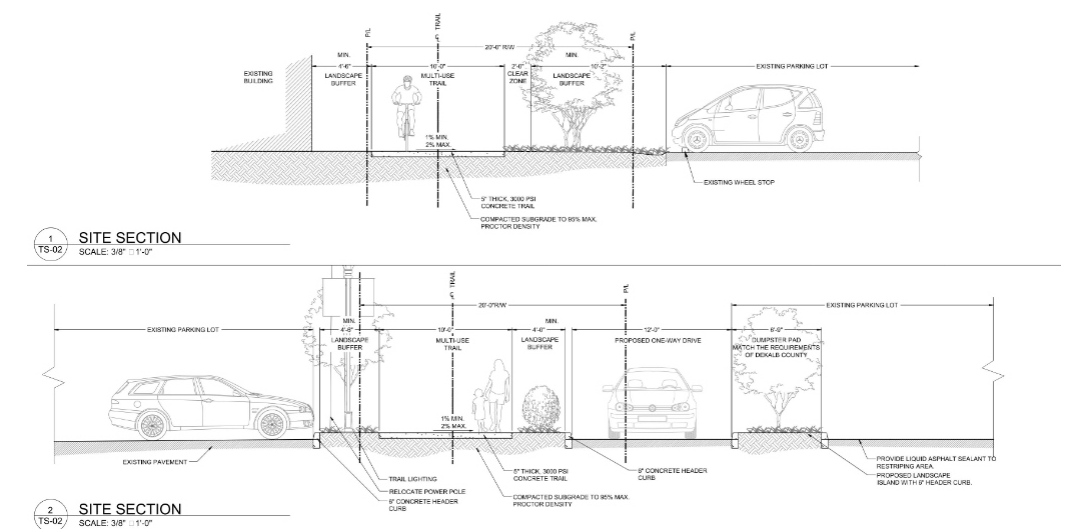 P/L
C TRAIL
P/L
20'-6" R/W
MIN.
4'-6"
LANDSCAPE
BUFFER
10'-0"
MULTI-USE
TRAIL
2'-6"
CLEAR
ZONE
MIN.
10'-2"
LANDSCAPE
BUFFER
EXISTING PARKING LOT
EXISTING
BUILDING
1% MIN.
2% MAX.
EXISTING WHEEL STOP
5" THICK, 3000 PSI
CONCRETE TRAIL
COMPACTED SUBGRADE TO 95% MAX.
PROCTOR DENSITY
1
TS-02
SITE SECTION
SCALE: 3/8" □ 1'-0"
P/L
C TRAIL
P/L
20'-0"R/W
EXISTING PARKING LOT
EXISTING PARKING LOT
MIN.
4'-6"
LANDSCAPE
BUFFER
10'-0"
MULTI-USE
TRAIL
MIN.
4'-6"
LANDSCAPE
BUFFER
12'-0"
PROPOSED ONE-WAY DRIVE
DUMPSTER PAD
MATCH THE REQUIREMENTS
OF DEKALB COUNTY
1% MIN.
2% MAX.
EXISTING PAVEMENT
TRAIL LIGHTING
RELOCATE POWER POLE
6" CONCRETE HEADER
CURB
5" THICK, 3000 PSI
CONCRETE TRAIL
COMPACTED SUBGRADE TO 95% MAX.
PROCTOR DENSITY
6" CONCRETE HEADER
CURB
PROVIDE LIQUID ASPHALT SEALANT TO
RESTRIPING AREA.
PROPOSED LANDSCAPE
ISLAND WITH 6" HEADER CURB.
2
TS-02
SITE SECTION
SCALE: 3/8" □ 1'-0"